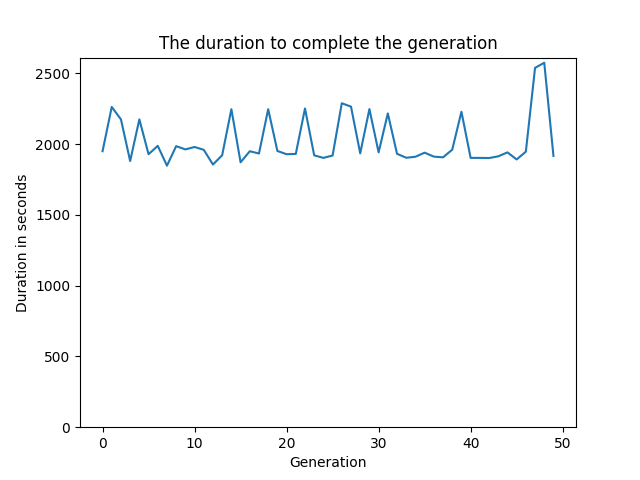 The duration to complete the generation
2500
2000
1500
1000
500
0
Duration in seconds
0 10 20 30 40 50
Generation